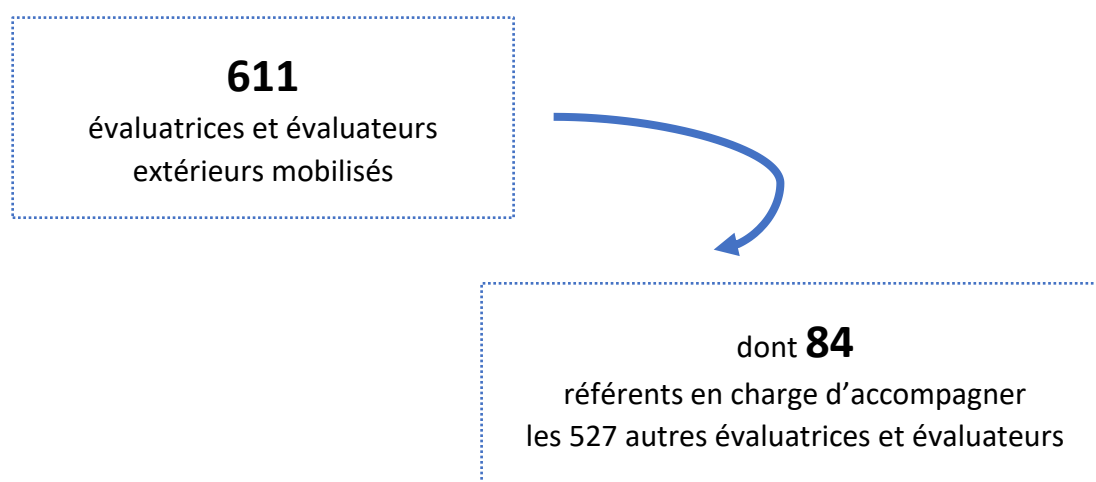 611
évaluatrices et évaluateurs
extérieurs mobilisés
dont 84
référents en charge d’accompagner
les 527 autres évaluatrices et évaluateurs